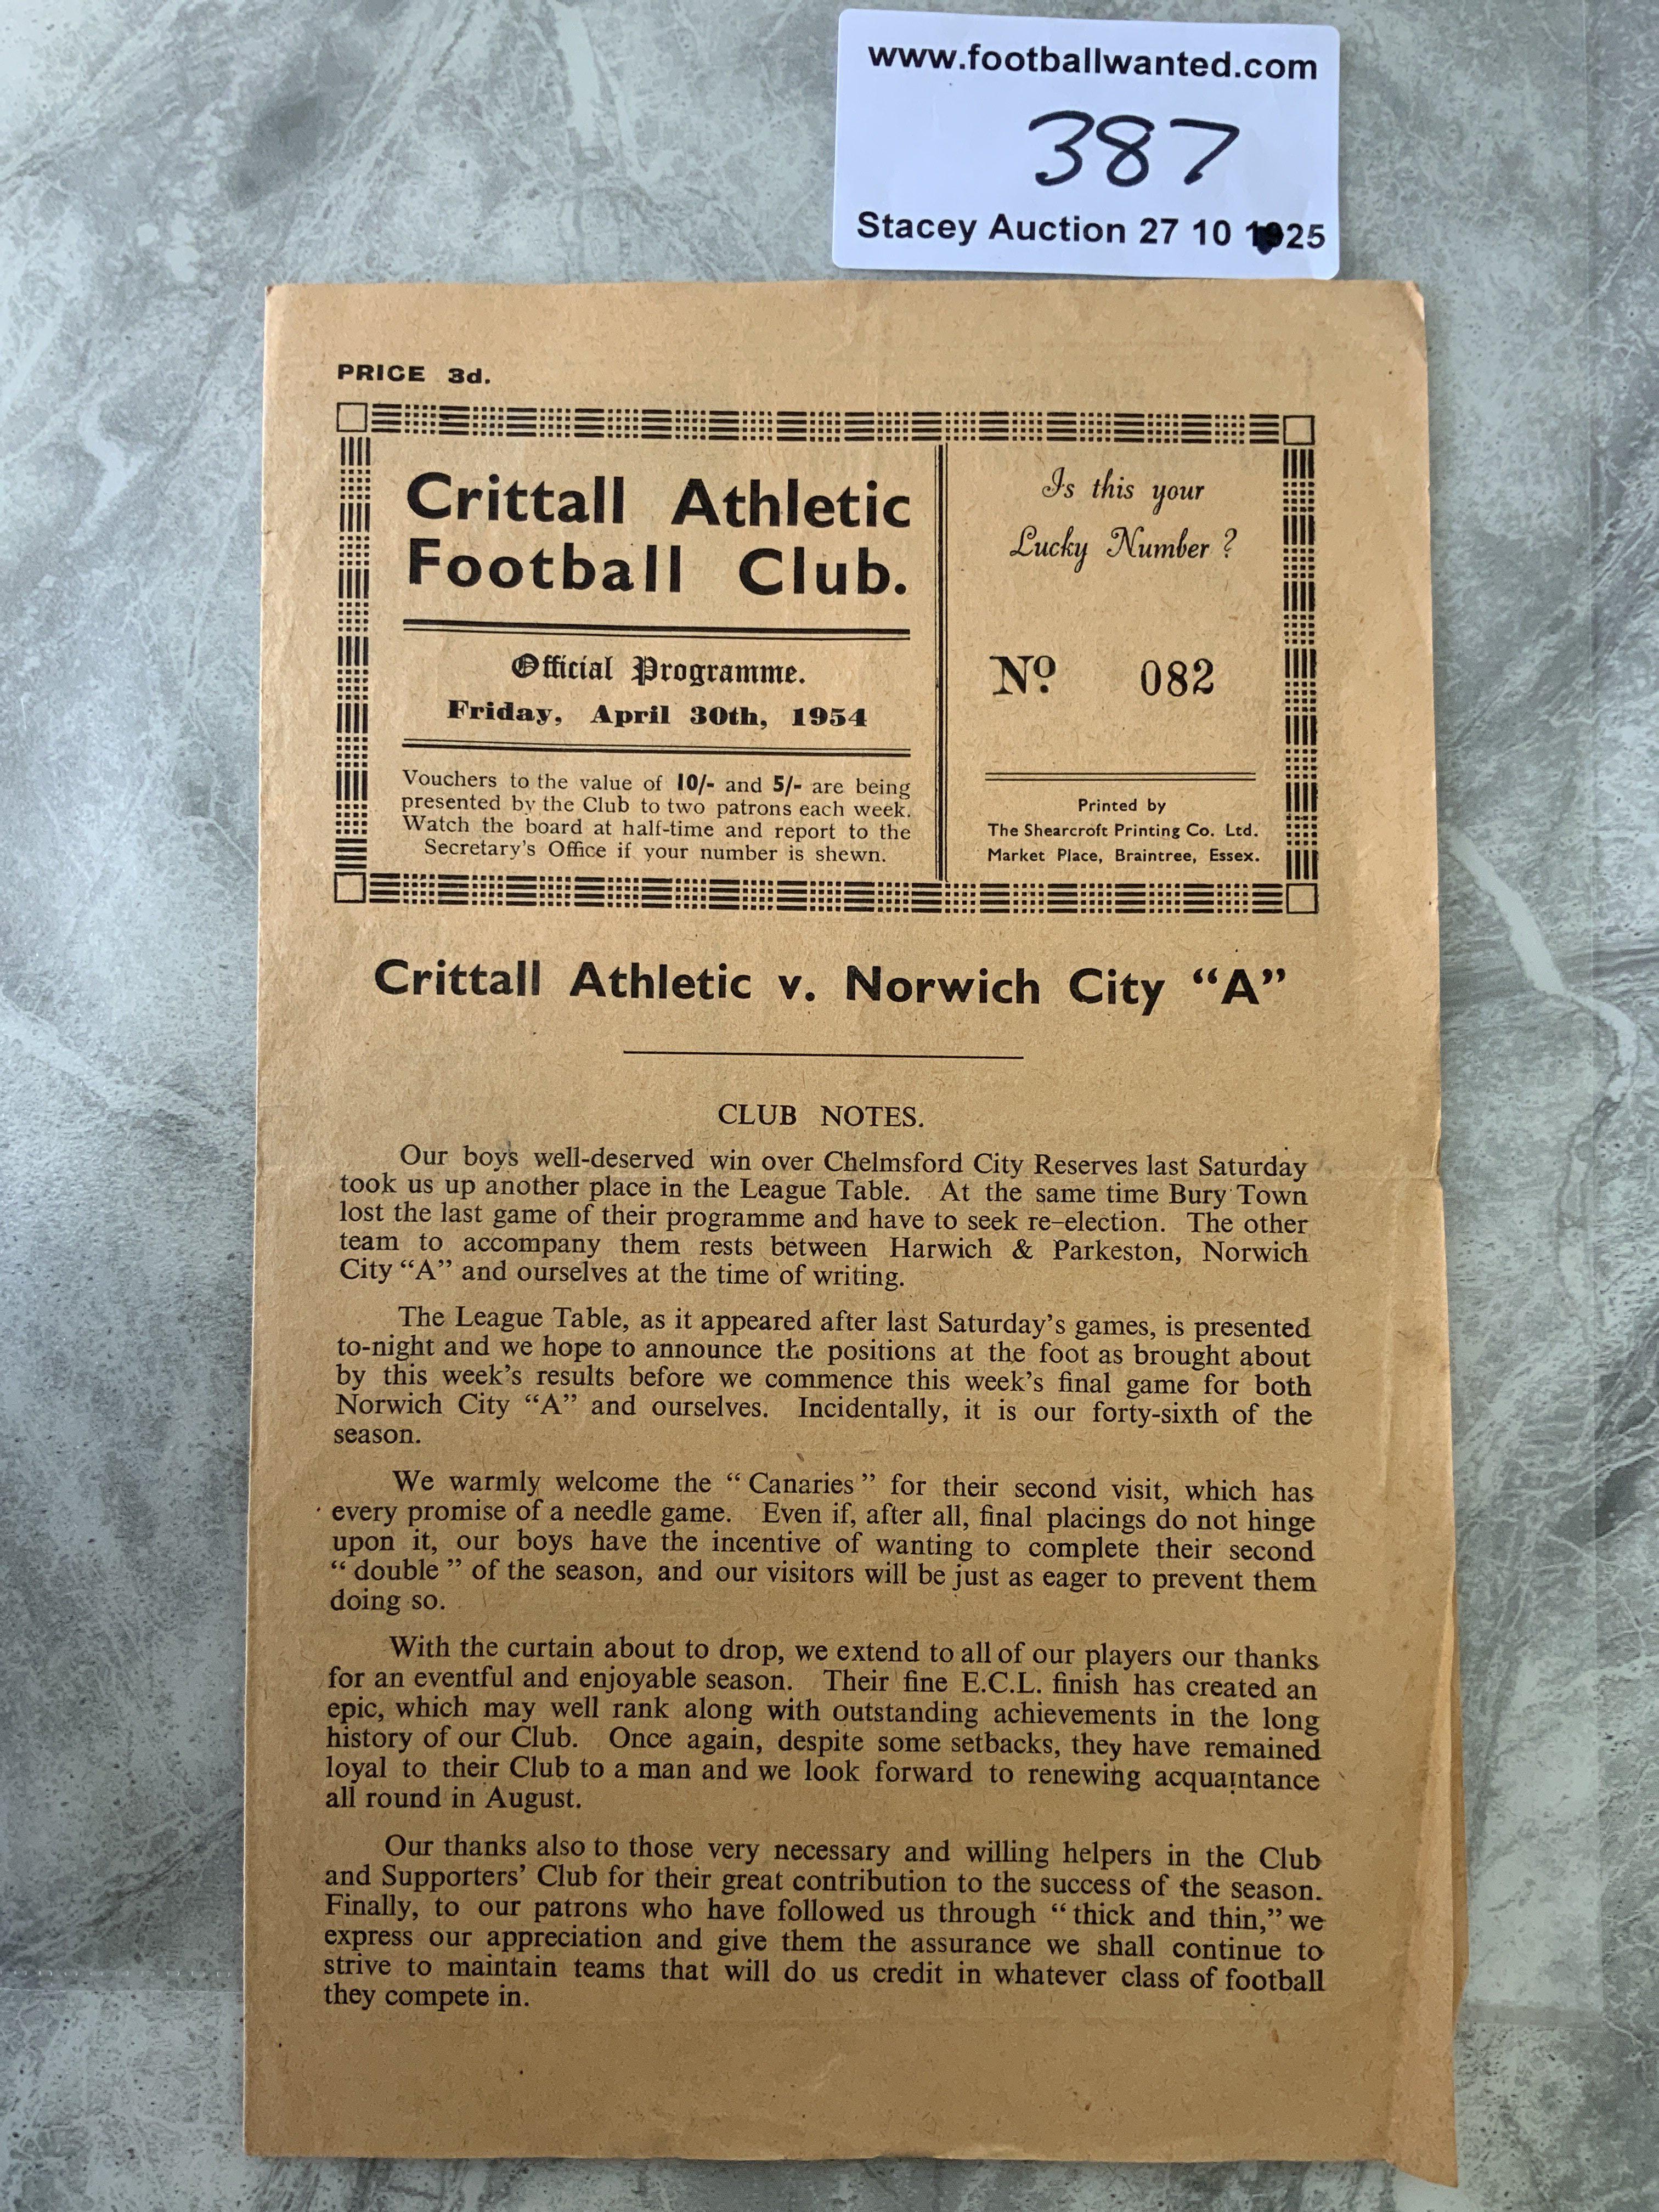 www.footballwanted.com
387
Stacey Auction 27 10 1925
PRICE 3d.
Crittall Athletic
Football Club.
Official Programme.
Friday, April 30th, 1954
Vouchers to the value of 10/- and 5/- are being
presented by the Club to two patrons each week.
Watch the board at half-time and report to the
Secretary's Office if your number is shewn.
Is this your
Lucky Number ?
Nº 082
Printed by
The Shearcroft Printing Co. Ltd.
Market Place, Braintree, Essex.
Crittall Athletic v. Norwich City "A"
CLUB NOTES.
Our boys well-deserved win over Chelmsford City Reserves last Saturday
took us up another place in the League Table. At the same time Bury Town
lost the last game of their programme and have to seek re-election. The other
team to accompany them rests between Harwich & Parkeston, Norwich
City "A" and ourselves at the time of writing.
The League Table, as it appeared after last Saturday's games, is presented
to-night and we hope to announce the positions at the foot as brought about
by this week's results before we commence this week's final game for both
Norwich City "A" and ourselves. Incidentally, it is our forty-sixth of the
season.
We warmly welcome the " Canaries " for their second visit, which has
every promise of a needle game. Even if, after all, final placings do not hinge
upon it, our boys have the incentive of wanting to complete their second
" double " of the season, and our visitors will be just as eager to prevent them
doing so.
With the curtain about to drop, we extend to all of our players our thanks
for an eventful and enjoyable season. Their fine E.C.L. finish has created an
epic, which may well rank along with outstanding achievements in the long
history of our Club. Once again, despite some setbacks, they have remained
loyal to their Club to a man and we look forward to renewing acquaintance
all round in August.
Our thanks also to those very necessary and willing helpers in the Club
and Supporters' Club for their great contribution to the success of the season.
Finally, to our patrons who have followed us through " thick and thin," we
express our appreciation and give them the assurance we shall continue to
strive to maintain teams that will do us credit in whatever class of football
they compete in.